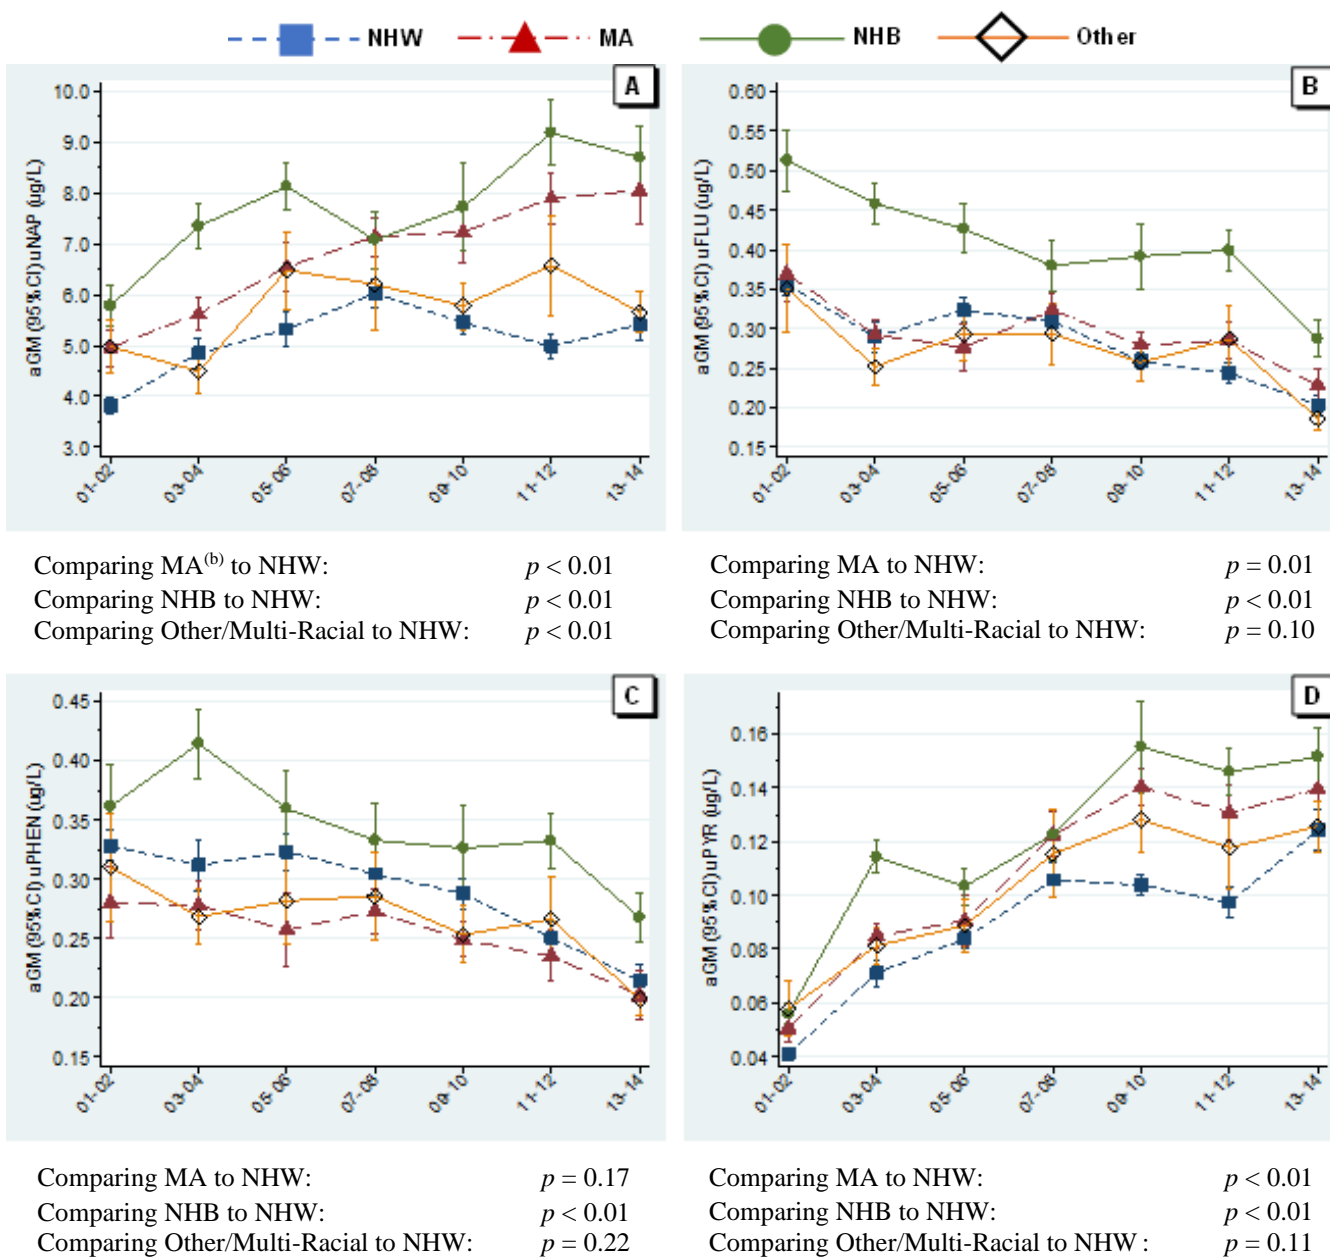 NHW MA NHB Other
A
aGM (95%CI) uNAP (ug/L)
10.0
9.0
8.0
7.0
6.0
5.0
4.0
3.0
01-02 03-04 05-06 07-08 09-10 11-12 13-14
Comparing MA(b) to NHW: p < 0.01
Comparing NHB to NHW: p < 0.01
Comparing Other/Multi-Racial to NHW: p < 0.01
B
aGM (95%CI) uFLU (ug/L)
0.60
0.55
0.50
0.45
0.40
0.35
0.30
0.25
0.20
0.15
01-02 03-04 05-06 07-08 09-10 11-12 13-14
Comparing MA to NHW: p = 0.01
Comparing NHB to NHW: p < 0.01
Comparing Other/Multi-Racial to NHW: p = 0.10
C
aGM (95%CI) uPHEN (ug/L)
0.45
0.40
0.35
0.30
0.25
0.20
0.15
01-02 03-04 05-06 07-08 09-10 11-12 13-14
Comparing MA to NHW: p = 0.17
Comparing NHB to NHW: p < 0.01
Comparing Other/Multi-Racial to NHW: p = 0.22
D
aGM (95%CI) uPYR (ug/L)
0.16
0.14
0.12
0.10
0.08
0.06
0.04
01-02 03-04 05-06 07-08 09-10 11-12 13-14
Comparing MA to NHW: p < 0.01
Comparing NHB to NHW: p < 0.01
Comparing Other/Multi-Racial to NHW : p = 0.11